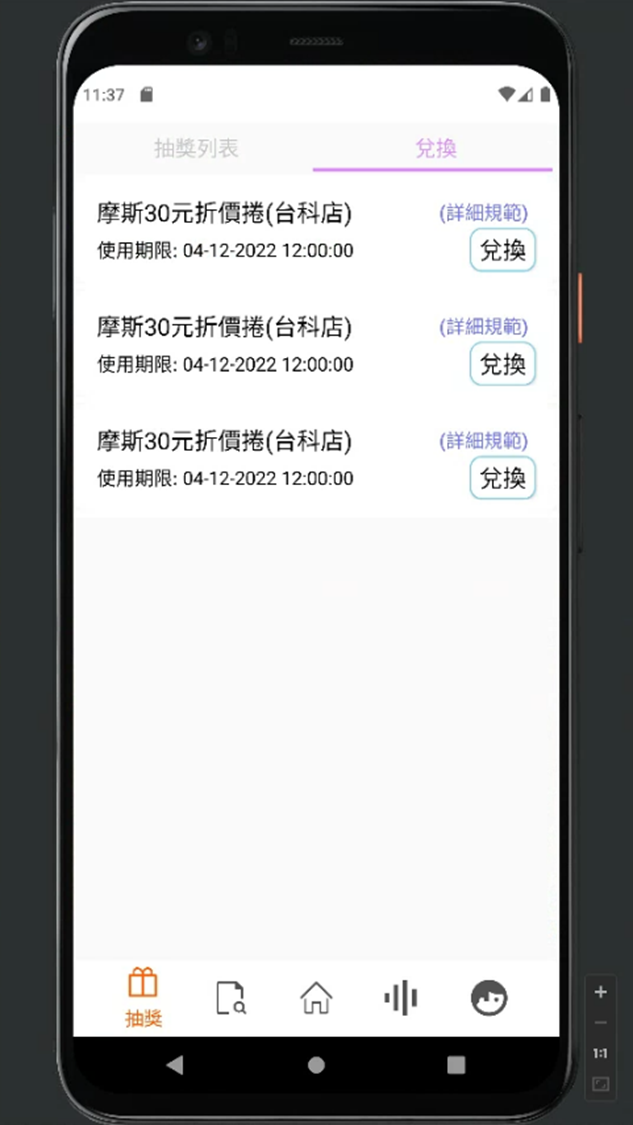 11:37
抽獎列表
兌換
摩斯30元折價捲(台科店)
(詳細規範)
使用期限: 04-12-2022 12:00:00
兌換
摩斯30元折價捲(台科店)
(詳細規範)
使用期限: 04-12-2022 12:00:00
兌換
摩斯30元折價捲(台科店)
(詳細規範)
使用期限: 04-12-2022 12:00:00
兌換
抽獎
1:1